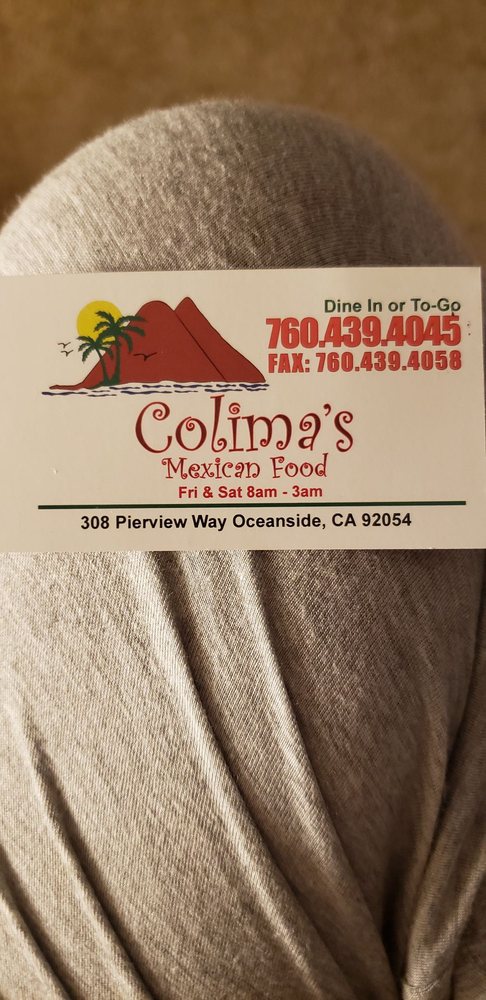 Dine In or To-Go
760.439.4045
FAX: 760.439.4058
Colima's
Mexican Food
Fri & Sat 8am - 3am
308 Pierview Way Oceanside, CA 92054